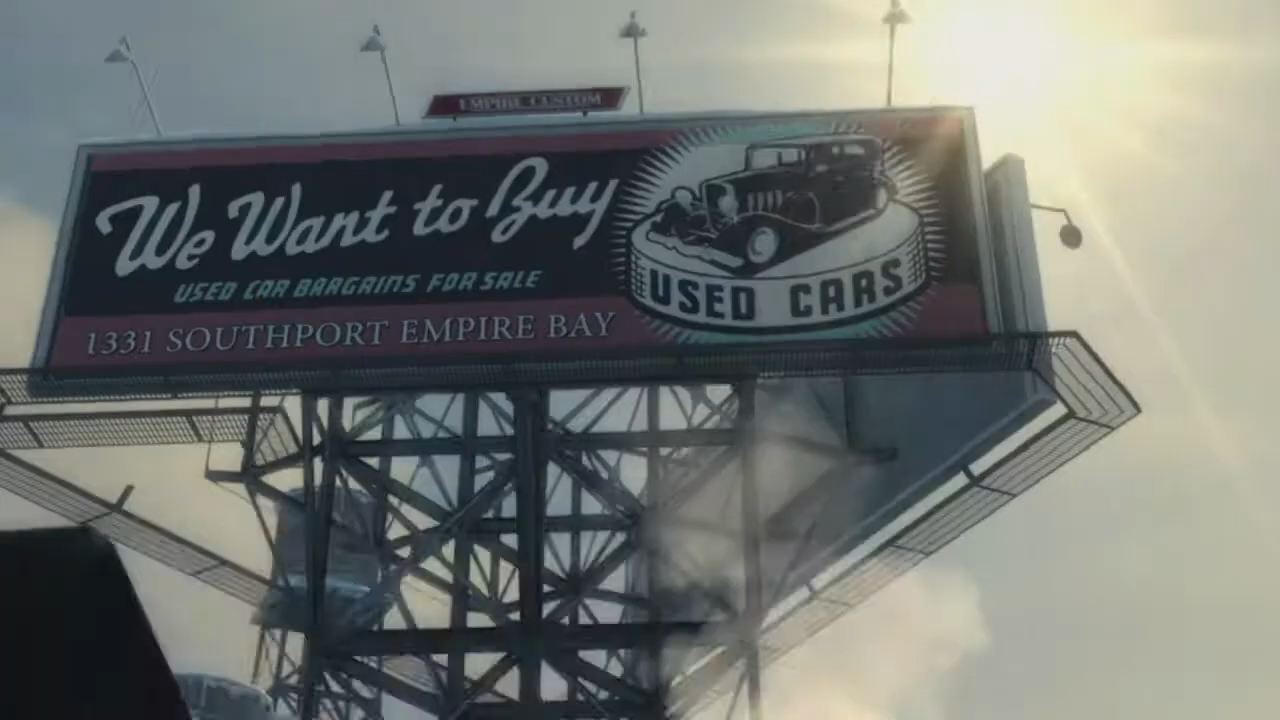 EMPIRE CUSTOM
We Want to Buy
USED CAR BARGAINS FOR SALE
1331 SOUTHPORT EMPIRE BAY
USED CARS